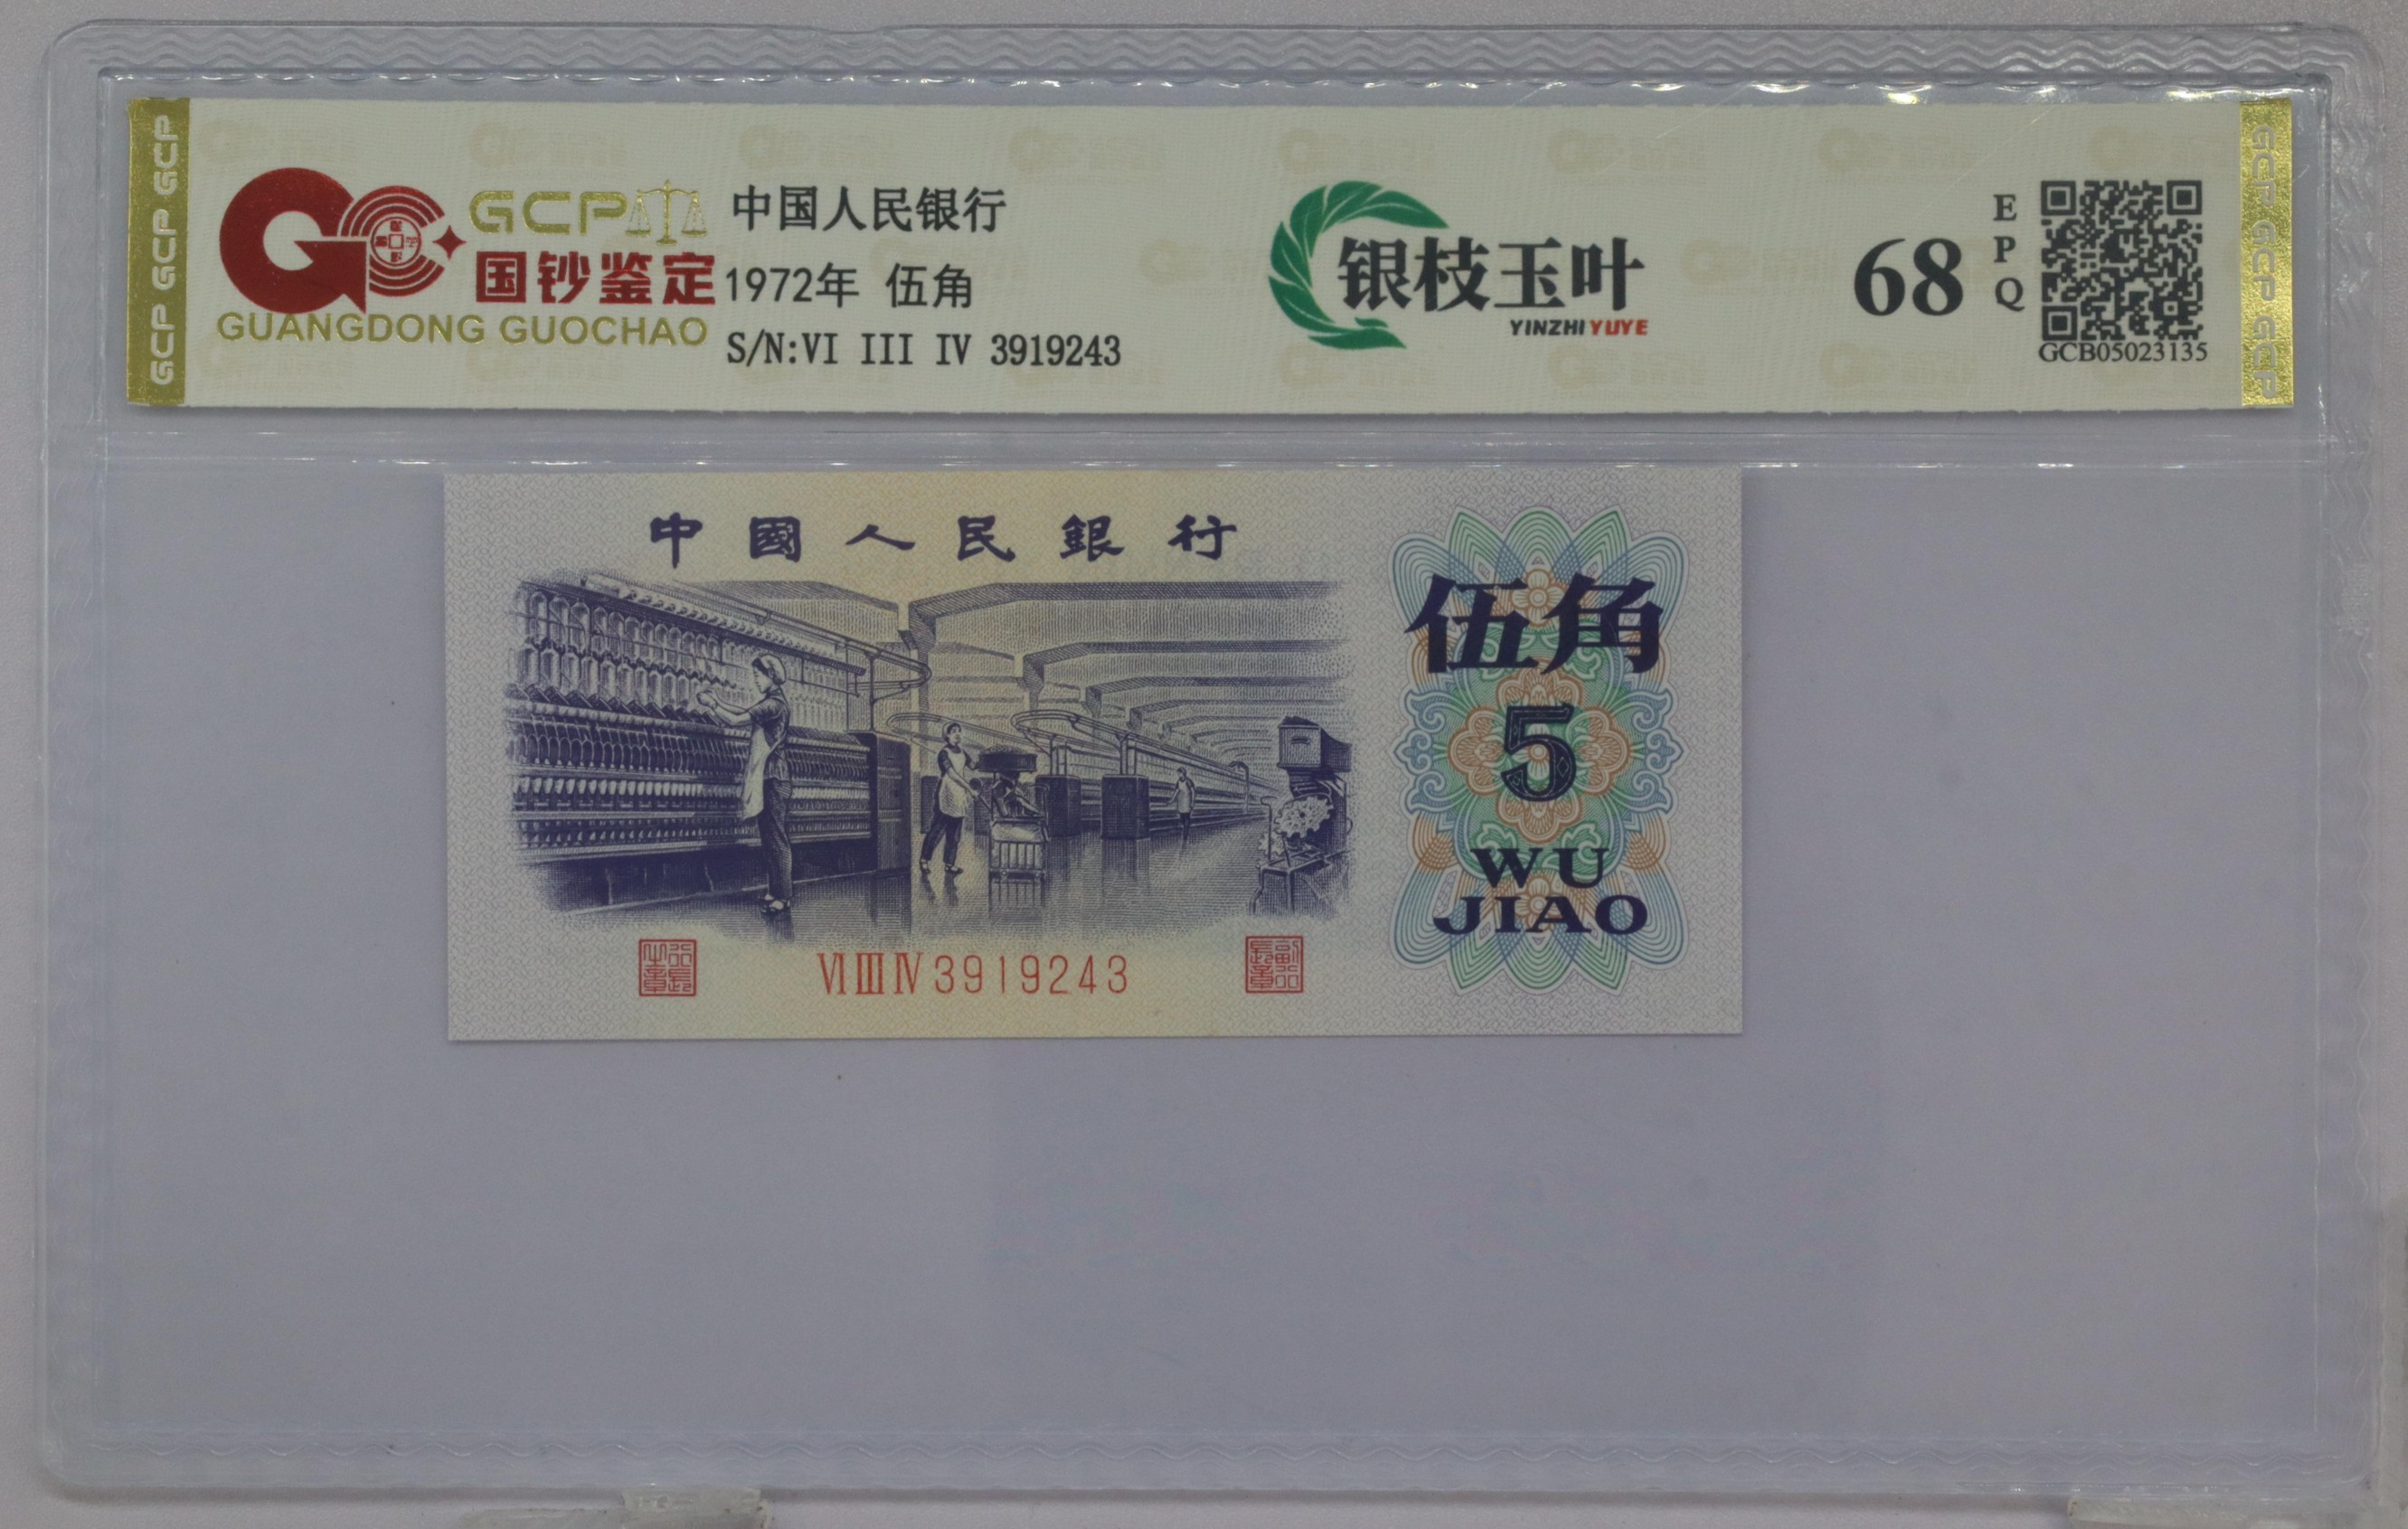 GCP GCP GCP
GCP
国钞鉴定
GUANGDONG GUOCHAO
中国人民银行
1972年 伍角
S/N:VI III IV 3919243
银枝玉叶
YINZHI YUYE
68
E
P
Q
GCB05023135
GCP GCP GCP
中國人民銀行
伍角
5
WU
JIAO
VI III IV 3919243